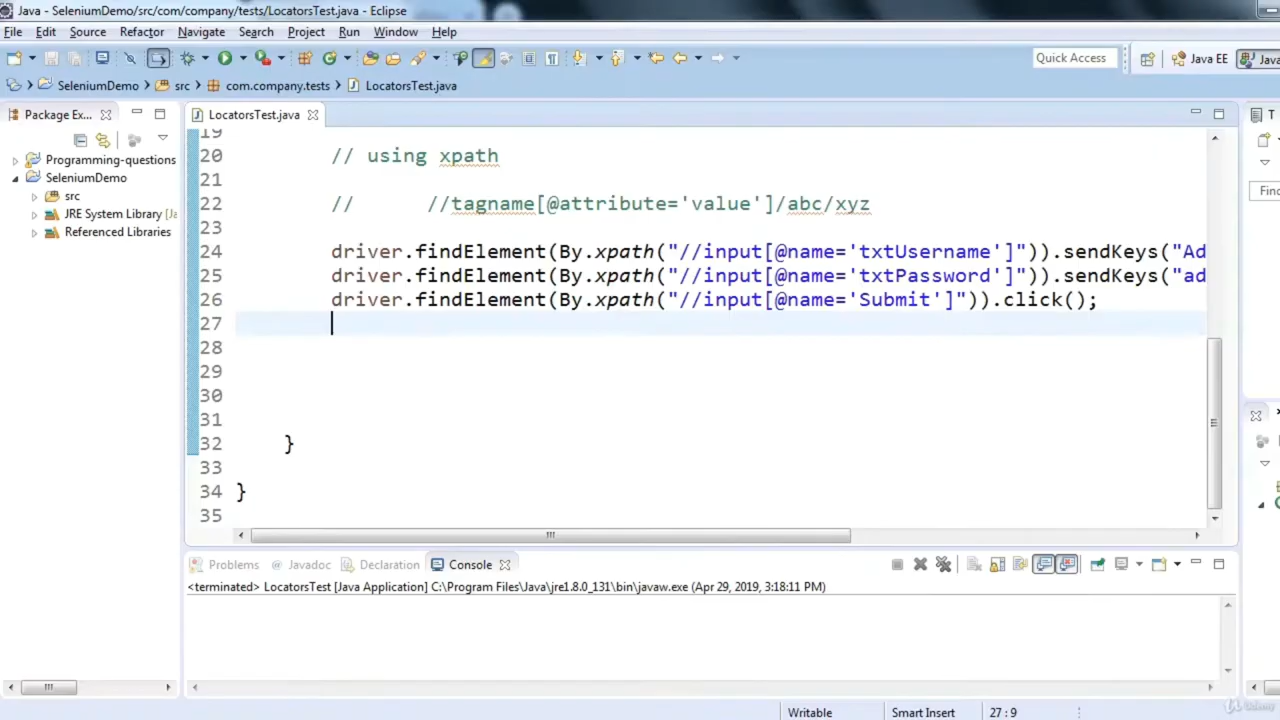 Java - SeleniumDemo/src/com/company/tests/LocatorsTest.java - Eclipse
File Edit Source Refactor Navigate Search Project Run Window Help
Quick Access
Java EE
Java
SeleniumDemo src com.company.tests LocatorsTest.java
Package Ex...
LocatorsTest.java
Programming-questions
SeleniumDemo
src
JRE System Library [Ja
Referenced Libraries
19
20 // using xpath
21
22 // //tagname[@attribute='value']/abc/xyz
23
24 driver.findElement(By.xpath("//input[@name='txtUsername']")).sendKeys("Ad
25 driver.findElement(By.xpath("//input[@name='txtPassword']")).sendKeys("ad
26 driver.findElement(By.xpath("//input[@name='Submit']")).click();
27
28
29
30
31
32 }
33
34 }
35
T
Find
Problems @ Javadoc Declaration Console
<terminated> LocatorsTest [Java Application] C:\Program Files\Java\jre1.8.0_131\bin\javaw.exe (Apr 29, 2019, 3:18:11 PM)
Writable Smart Insert 27 : 9
Udemy